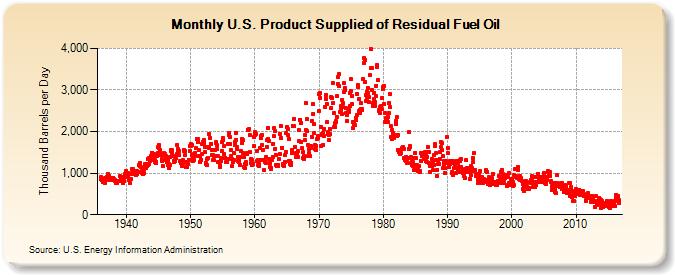 Monthly U.S. Product Supplied of Residual Fuel Oil
Thousand Barrels per Day
4,000
3,000
2,000
1,000
0
1940 1950 1960 1970 1980 1990 2000 2010
Source: U.S. Energy Information Administration